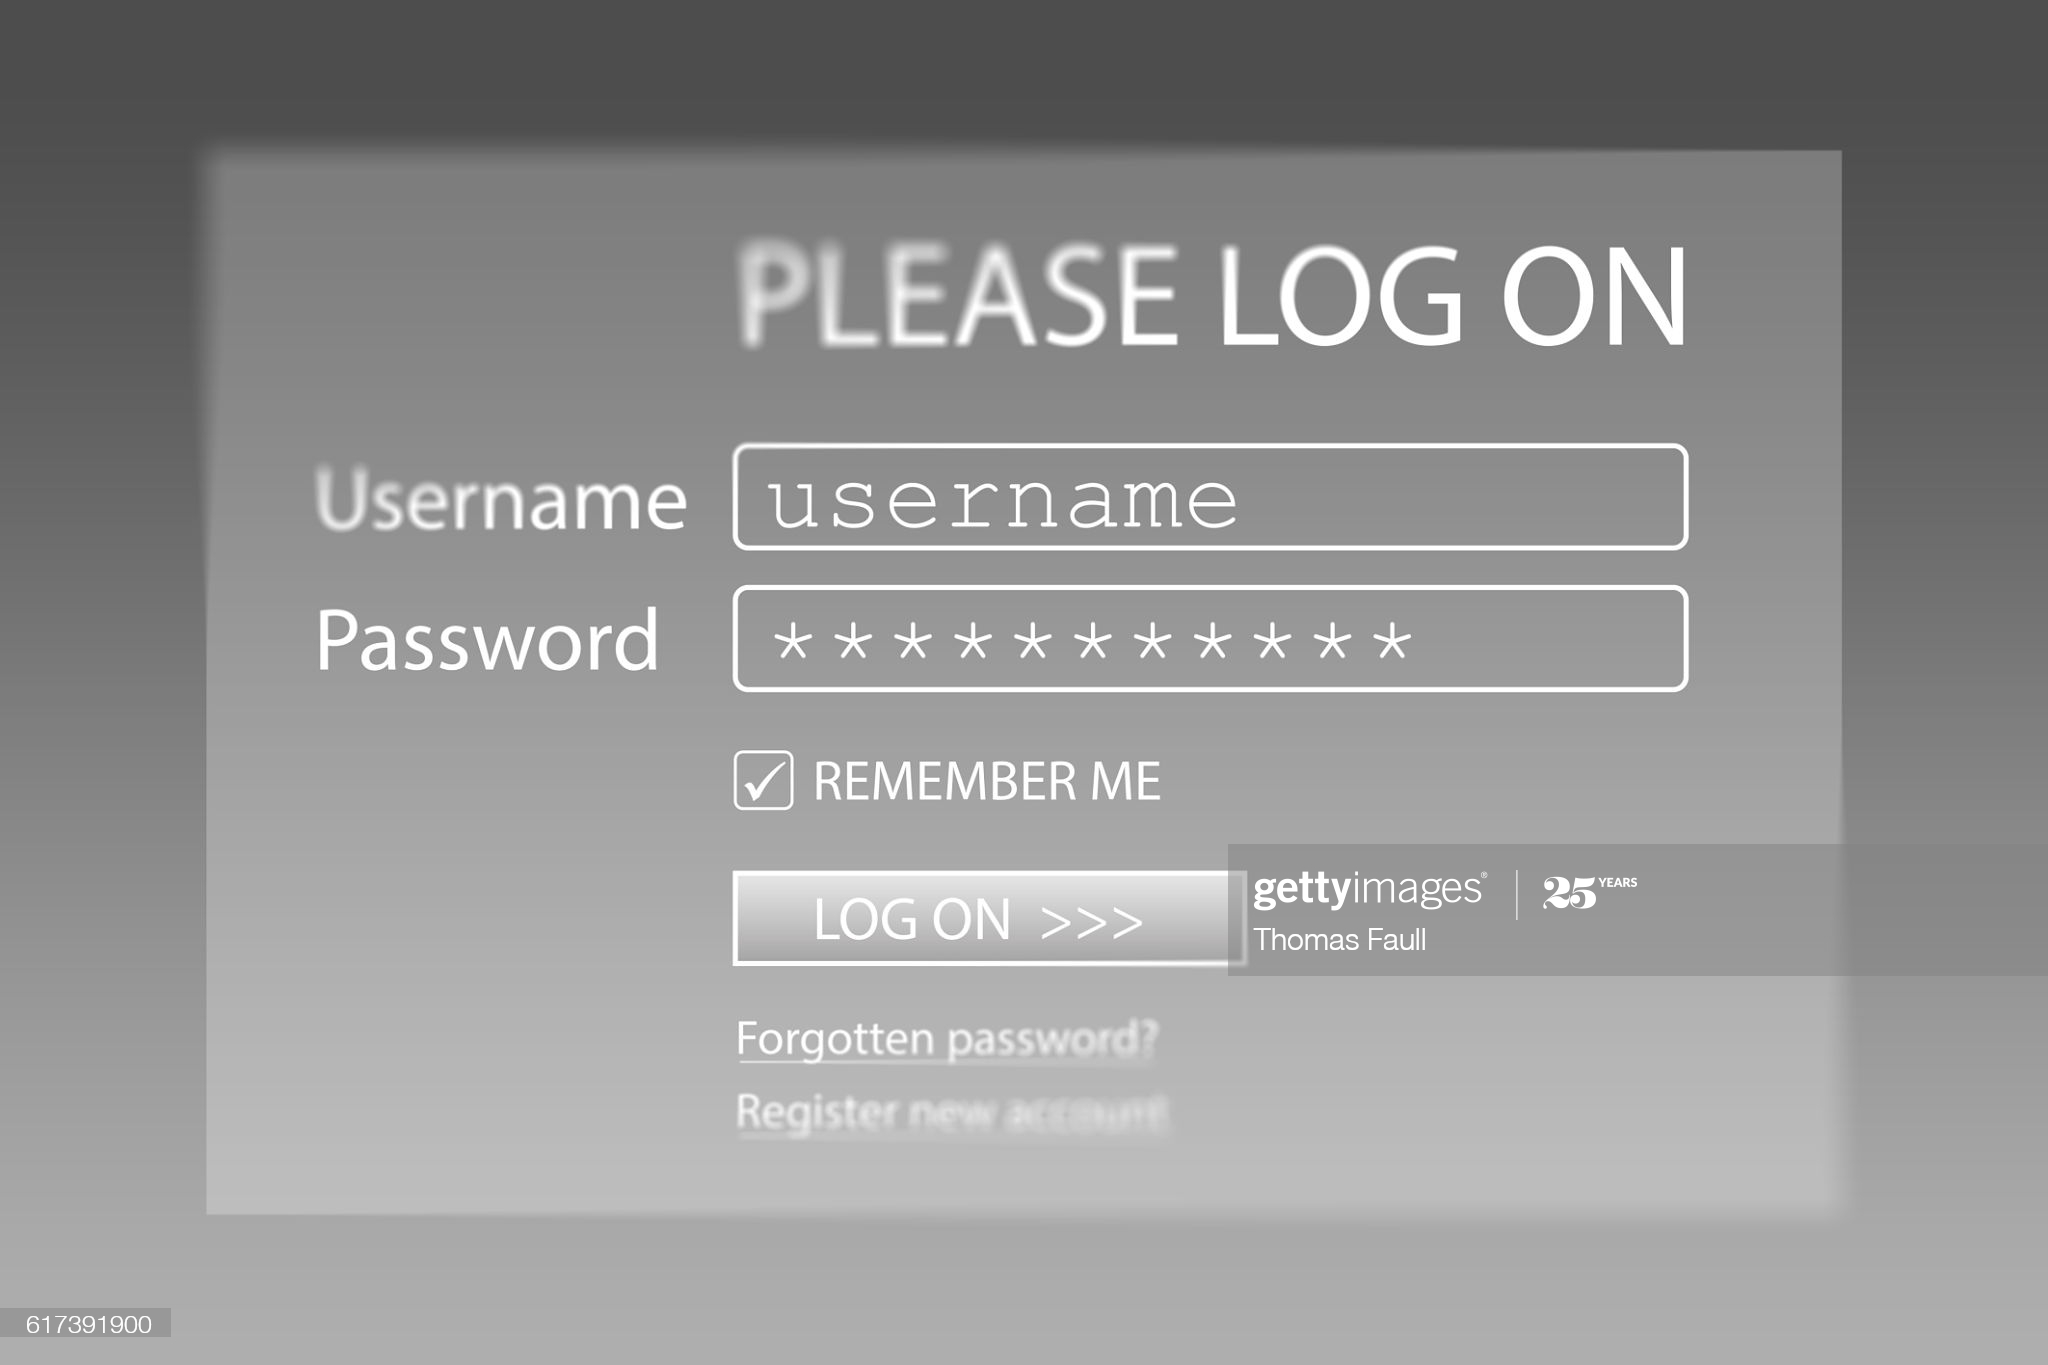 PLEASE LOG ON
Username username
Password ***********
REMEMBER ME
LOG ON >>>
gettyimages® 25 YEARS
Thomas Faull
Forgotten password?
Register new account
617391900